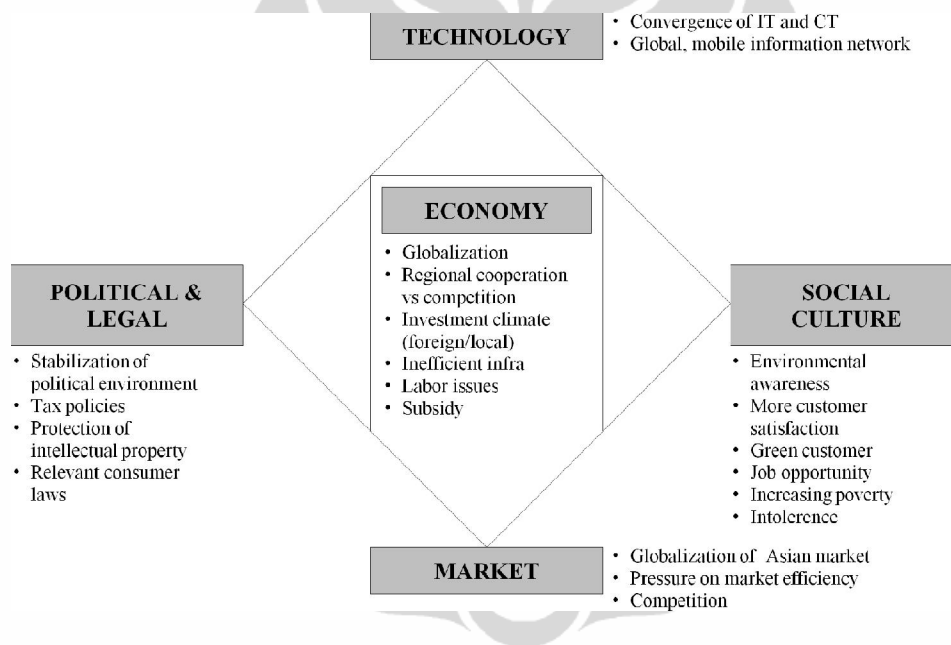 TECHNOLOGY
• Convergence of IT and CT
• Global, mobile information network
ECONOMY
• Globalization
• Regional cooperation
vs competition
• Investment climate
(foreign/local)
• Inefficient infra
• Labor issues
• Subsidy
POLITICAL &
LEGAL
• Stabilization of
political environment
• Tax policies
• Protection of
intellectual property
• Relevant consumer
laws
SOCIAL
CULTURE
• Environmental
awareness
• More customer
satisfaction
• Green customer
• Job opportunity
• Increasing poverty
• Intolerence
MARKET
• Globalization of Asian market
• Pressure on market efficiency
• Competition